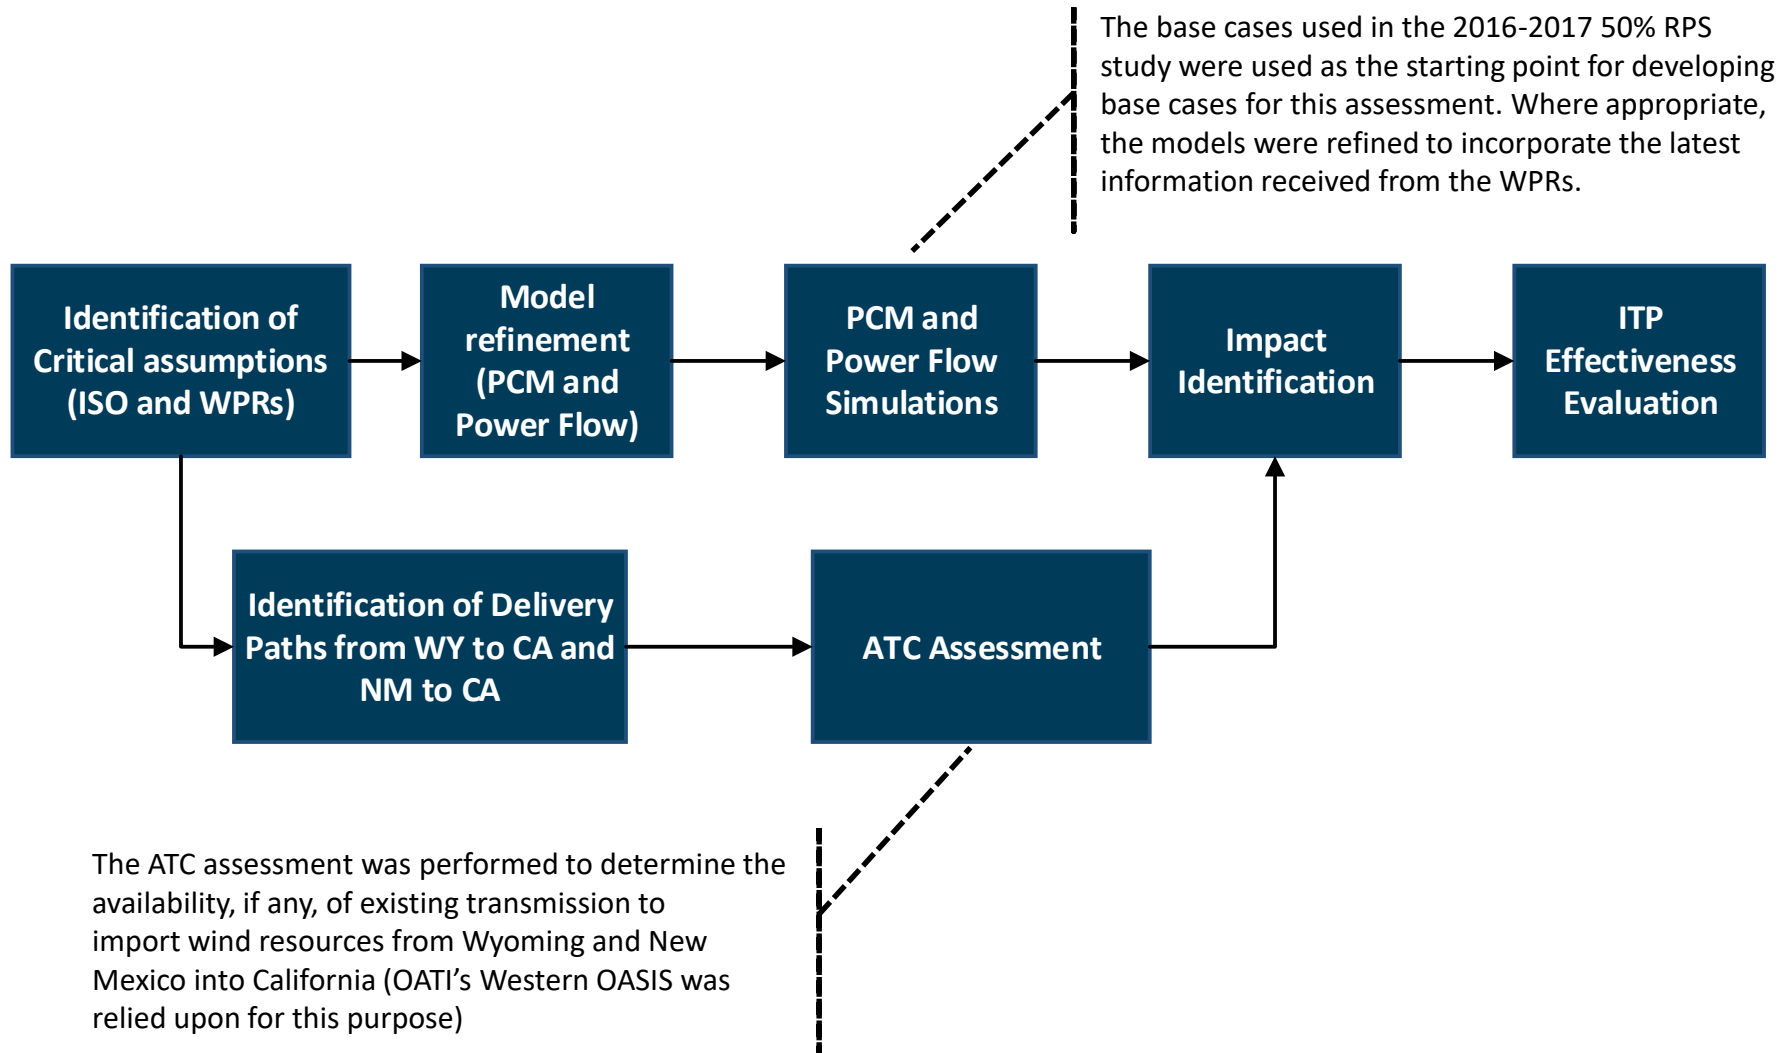 The base cases used in the 2016-2017 50% RPS
study were used as the starting point for developing
base cases for this assessment. Where appropriate,
the models were refined to incorporate the latest
information received from the WPRs.
Identification of
Critical assumptions
(ISO and WPRs)
Model
refinement
(PCM and
Power Flow)
PCM and
Power Flow
Simulations
Impact
Identification
ITP
Effectiveness
Evaluation
Identification of Delivery
Paths from WY to CA and
NM to CA
ATC Assessment
The ATC assessment was performed to determine the
availability, if any, of existing transmission to
import wind resources from Wyoming and New
Mexico into California (OATI’s Western OASIS was
relied upon for this purpose)